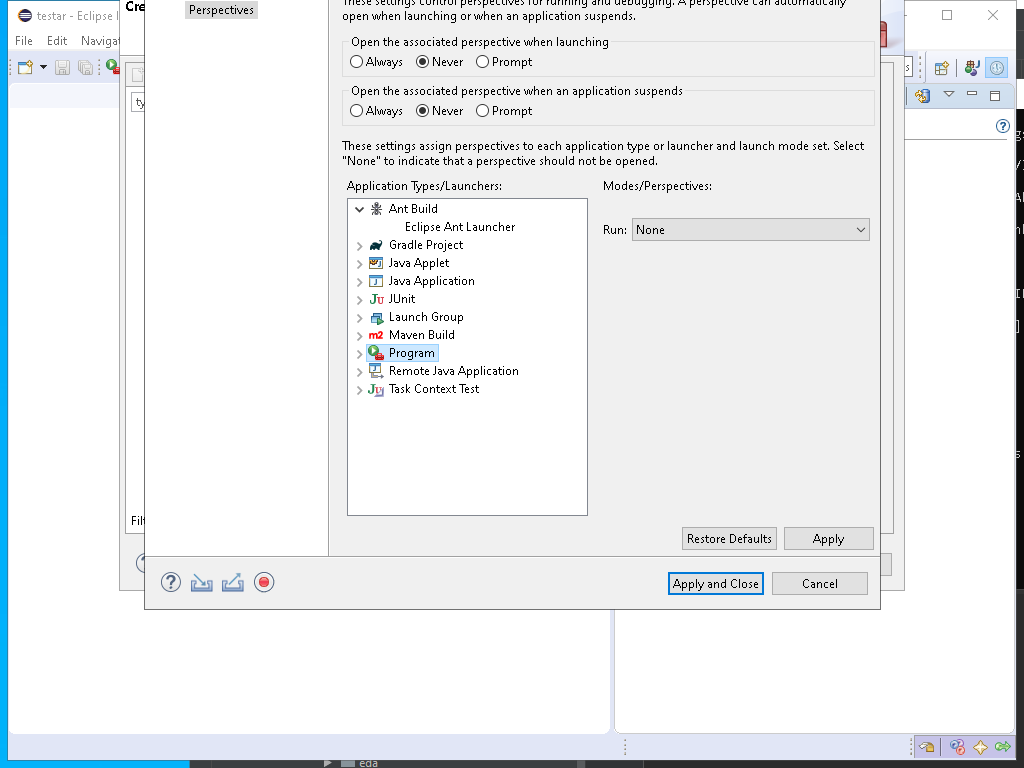 Perspectives
These settings control perspectives for running and debugging. A perspective can automatically
open when launching or when an application suspends.
testar - Eclipse
Cre
File Edit Naviga
Open the associated perspective when launching
Always Never Prompt
Open the associated perspective when an application suspends
Always Never Prompt
ty
These settings assign perspectives to each application type or launcher and launch mode set. Select
"None" to indicate that a perspective should not be opened.
Application Types/Launchers:
Modes/Perspectives:
Ant Build
Eclipse Ant Launcher
Run: None
Gradle Project
Java Applet
Java Application
JUnit
Launch Group
Maven Build
Program
Remote Java Application
Task Context Test
Filt
Restore Defaults Apply
Apply and Close Cancel
eda